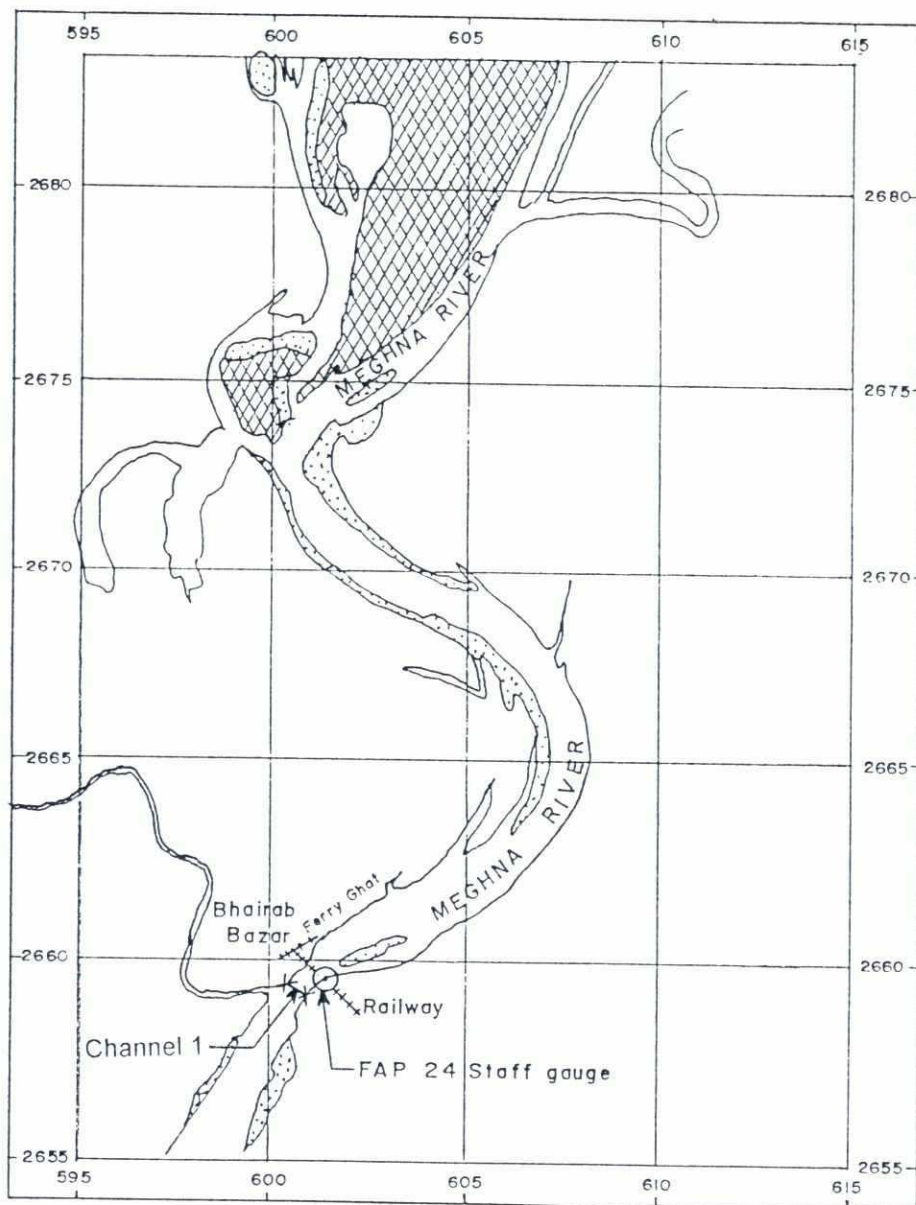 595 600 605 610 615
2680 2680
MEGHNA RIVER
2675 2675
2670 2670
2665 2665
MEGHNA RIVER
Ferry Ghat
Bhairab
Bazar
2660 2660
Railway
Channel 1
FAP 24 Staff gauge
2655 2655
595 600 605 610 615